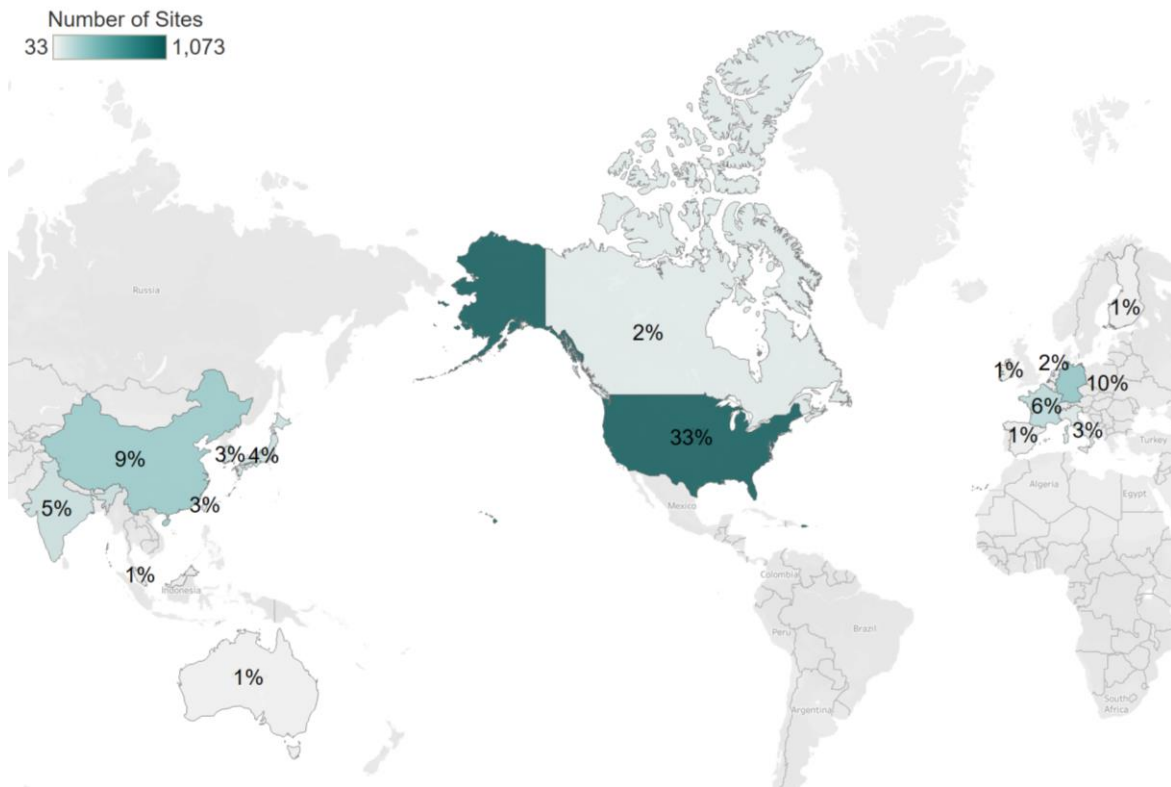 Number of Sites
33 1,073
Russia
1%
2%
1%
2%
10%
6%
1%
3%
33%
9%
3% 4%
5%
3%
Turkey
Algeria
Egypt
Mexico
1%
Indonesia
Colombia
Peru
Brazil
1%
South
Africa
Argentina